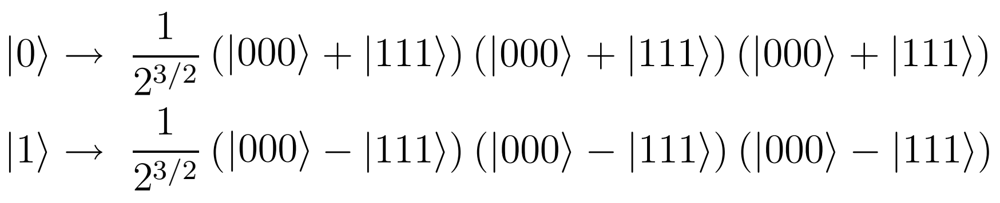 |0⟩ → 1/2^{3/2} (|000⟩ + |111⟩) (|000⟩ + |111⟩) (|000⟩ + |111⟩)
|1⟩ → 1/2^{3/2} (|000⟩ − |111⟩) (|000⟩ − |111⟩) (|000⟩ − |111⟩)